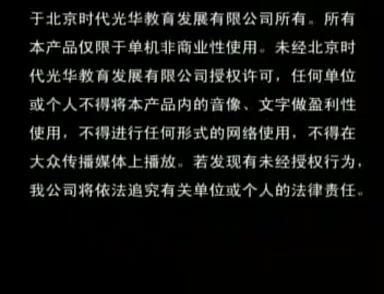 于北京时代光华教育发展有限公司所有。所有
本产品仅限于单机非商业性使用。未经北京时
代光华教育发展有限公司授权许可，任何单位
或个人不得将本产品内的音像、文字做盈利性
使用，不得进行任何形式的网络使用，不得在
大众传播媒体上播放。若发现有未经授权行为，
我公司将依法追究有关单位或个人的法律责任。